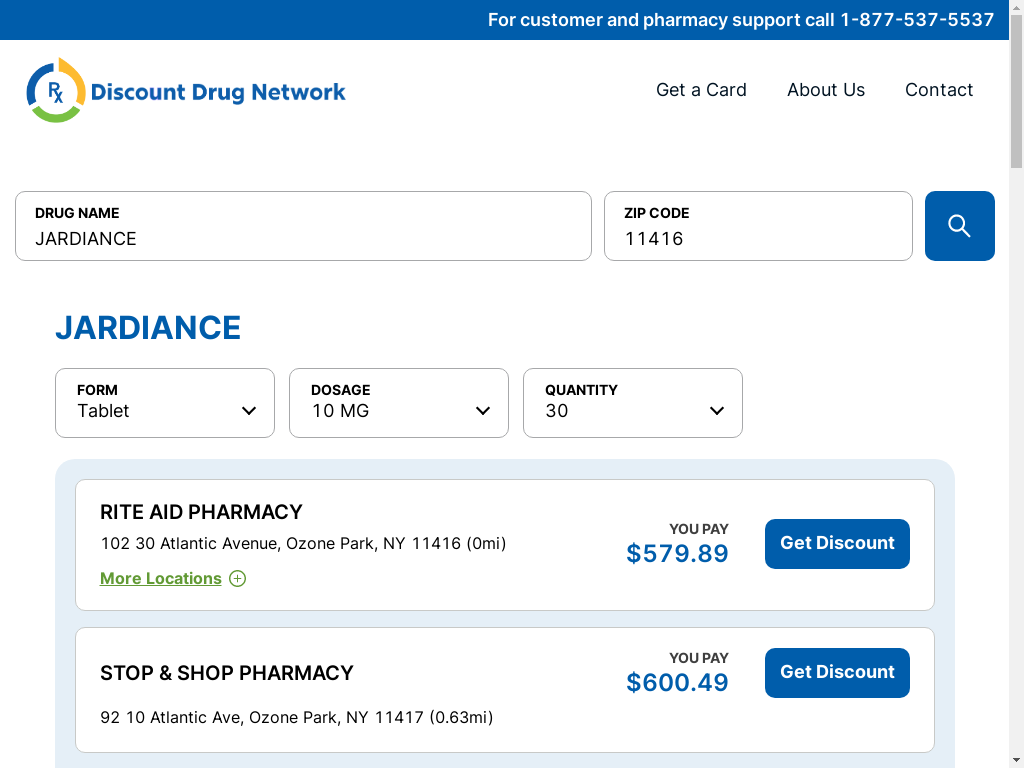 For customer and pharmacy support call 1-877-537-5537
Rx Discount Drug Network
Get a Card
About Us
Contact
DRUG NAME
JARDIANCE
ZIP CODE
11416
JARDIANCE
FORM
Tablet
DOSAGE
10 MG
QUANTITY
30
RITE AID PHARMACY
102 30 Atlantic Avenue, Ozone Park, NY 11416 (0mi)
More Locations
YOU PAY
$579.89
Get Discount
STOP & SHOP PHARMACY
92 10 Atlantic Ave, Ozone Park, NY 11417 (0.63mi)
YOU PAY
$600.49
Get Discount